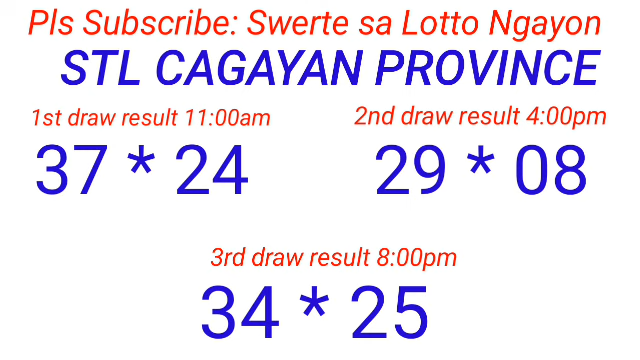 Pls Subscribe: Swerte sa Lotto Ngayon
STL CAGAYAN PROVINCE
1st draw result 11:00am
37 * 24
2nd draw result 4:00pm
29 * 08
3rd draw result 8:00pm
34 * 25